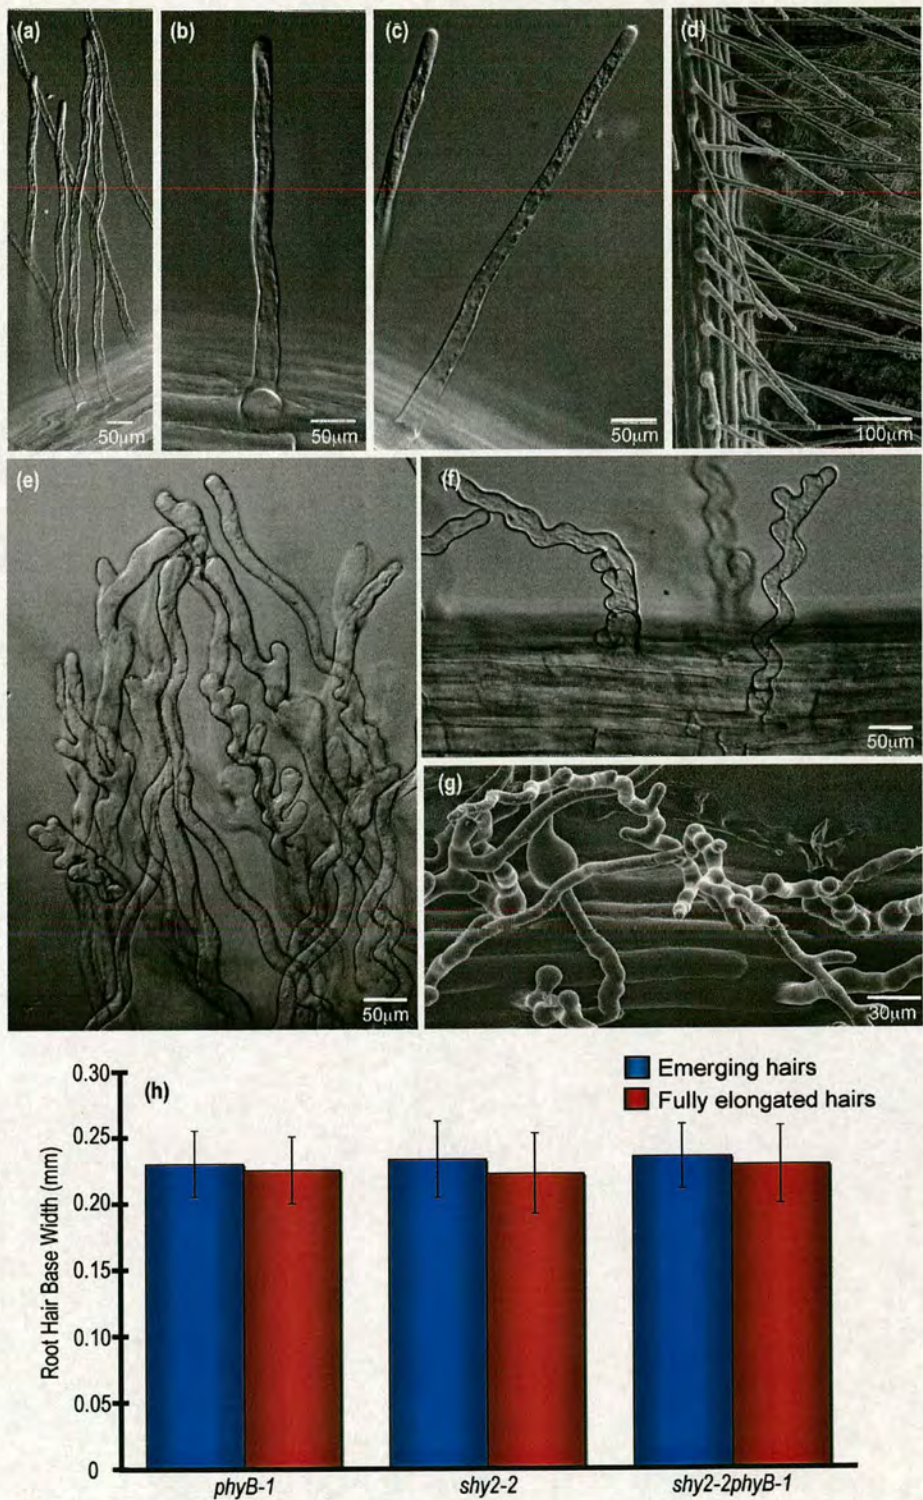 (a)
(b)
(c)
(d)
50μm
50μm
50μm
100μm
(e)
(f)
50μm
50μm
(g)
30μm
(h)
Emerging hairs
Fully elongated hairs
Root Hair Base Width (mm)
0.30
0.25
0.20
0.15
0.10
0.05
0
phyB-1
shy2-2
shy2-2phyB-1